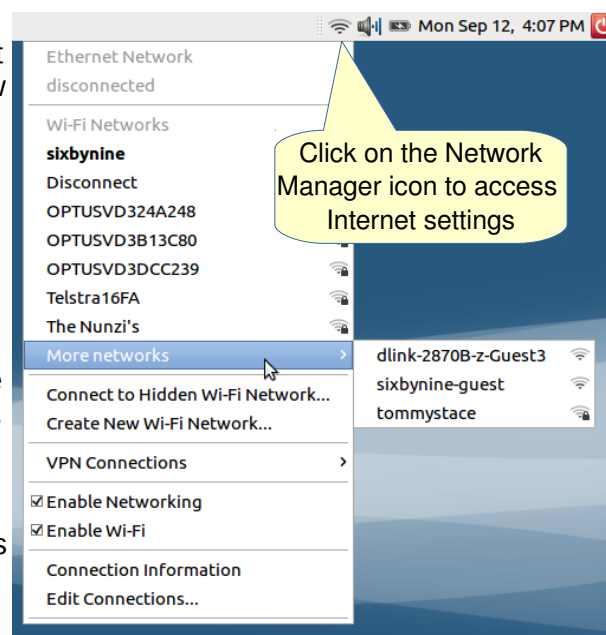 Mon Sep 12, 4:07 PM
Ethernet Network
disconnected
Wi-Fi Networks
sixbynine
Disconnect
OPTUSVD324A248
OPTUSVD3B13C80
OPTUSVD3DCC239
Telstra16FA
The Nunzi's
More networks
Connect to Hidden Wi-Fi Network...
Create New Wi-Fi Network...
VPN Connections
Enable Networking
Enable Wi-Fi
Connection Information
Edit Connections...
Click on the Network
Manager icon to access
Internet settings
dlink-2870B-z-Guest3
sixbynine-guest
tommystace